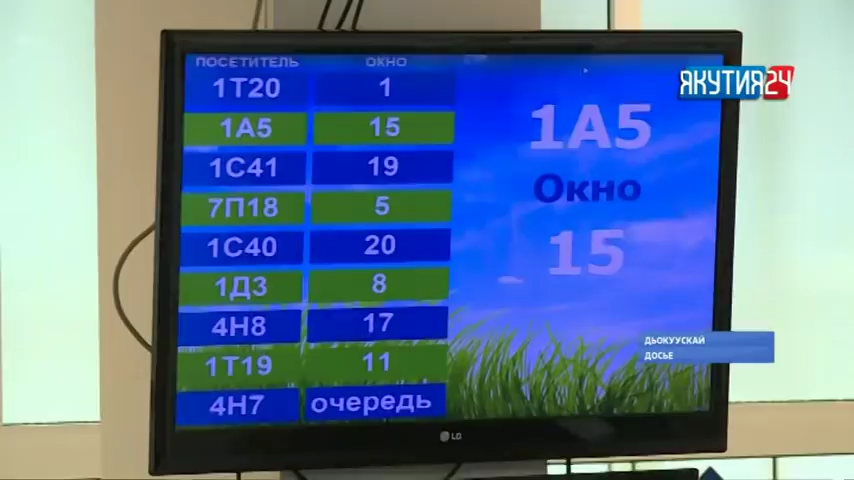 ПОСЕТИТЕЛЬ ОКНО
1Т20 1
1А5 15
1С41 19
7П18 5
1С40 20
1Д3 8
4Н8 17
1Т19 11
4Н7 очередь
1А5
Окно
15
ЯКУТИЯ24
ДЬОКУУСКАЙ
ДОСЬЕ
LG